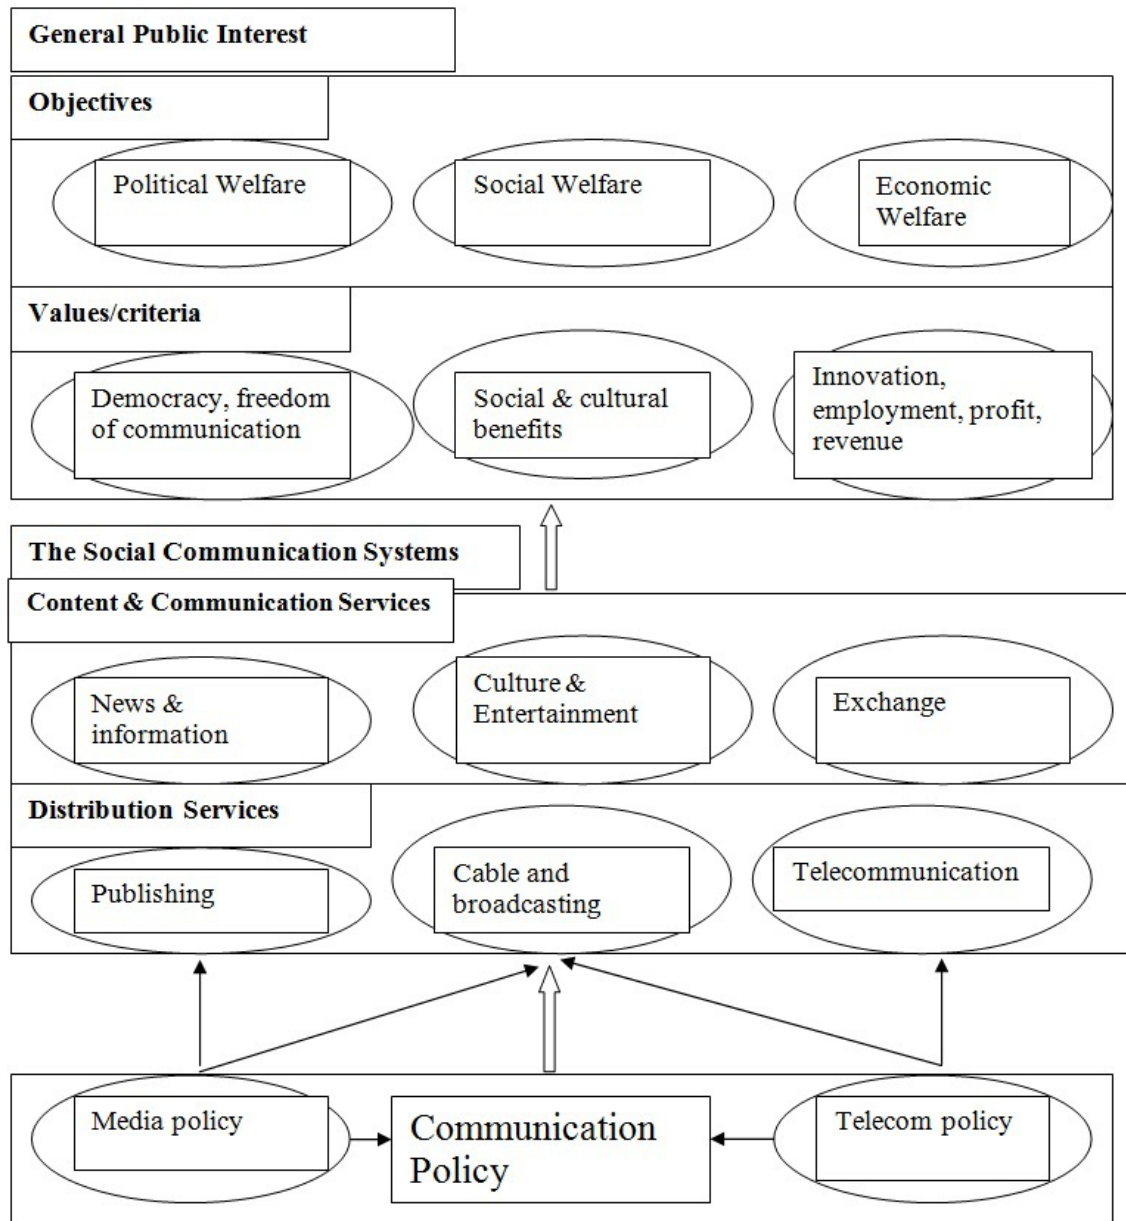 General Public Interest
Objectives
Political Welfare
Social Welfare
Economic
Welfare
Values/criteria
Democracy, freedom
of communication
Social & cultural
benefits
Innovation,
employment, profit,
revenue
The Social Communication Systems
Content & Communication Services
News &
information
Culture &
Entertainment
Exchange
Distribution Services
Publishing
Cable and
broadcasting
Telecommunication
Media policy
Communication
Policy
Telecom policy